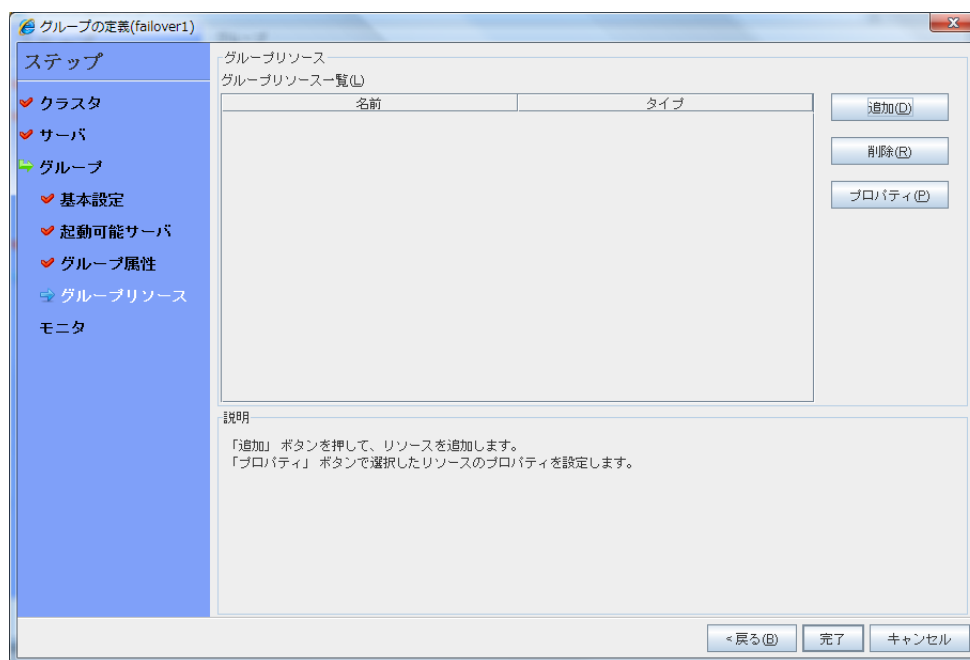 グループの定義(failover1)
ステップ
クラスタ
サーバ
グループ
基本設定
起動可能サーバ
グループ属性
グループリソース
モニタ
グループリソース
グループリソース一覧(L)
名前 タイプ
追加(D)
削除(R)
プロパティ(P)
説明
「追加」 ボタンを押して、リソースを追加します。
「プロパティ」 ボタンで選択したリソースのプロパティを設定します。
<戻る(B) 完了 キャンセル